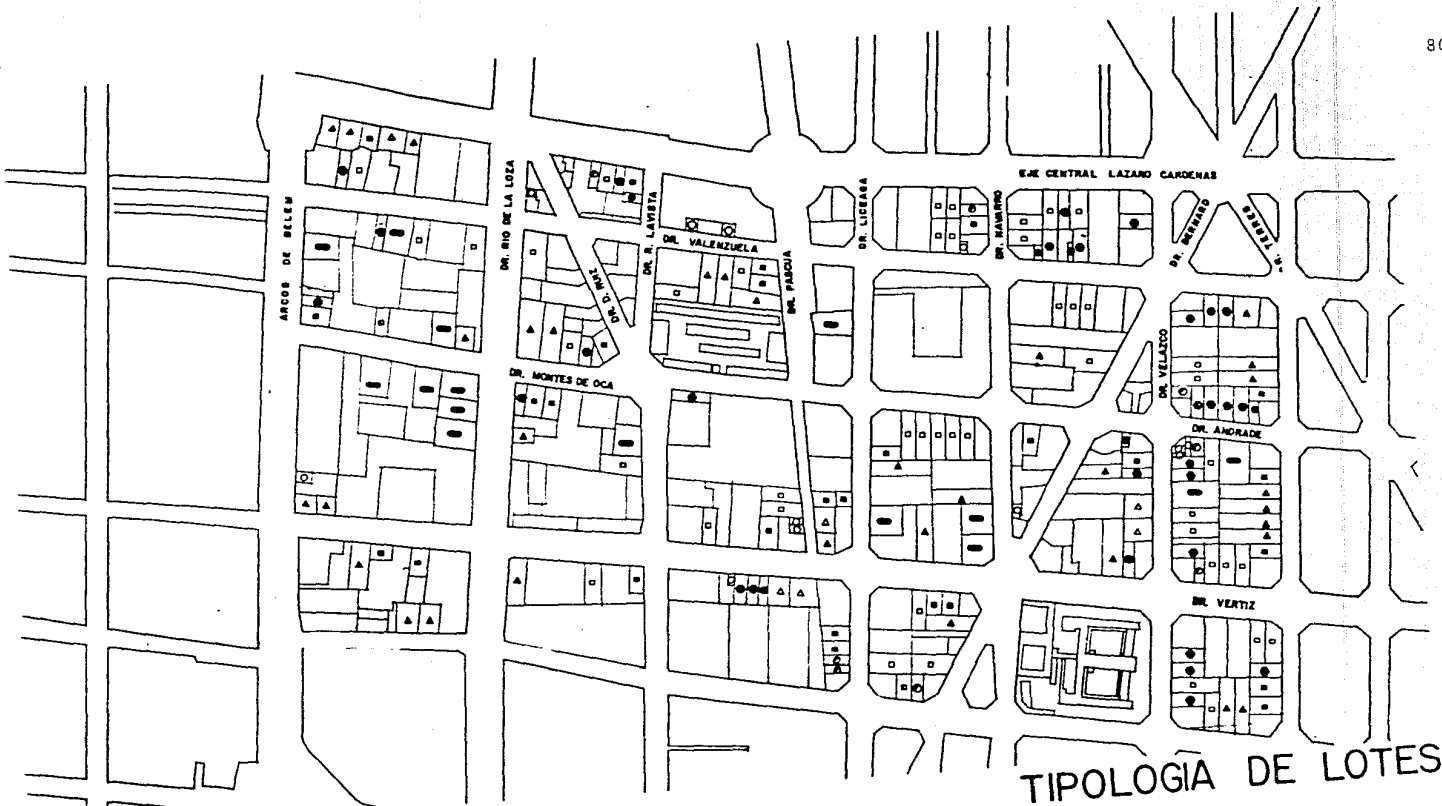 80
EJE CENTRAL LAZARO CARDENAS
ARCOS DE BELEM
DR. RIO DE LA LOZA
DR. D. RUIZ
DR. R. LAVISTA
DR. VALENZUELA
DR. PASCUA
DR. LICEAGA
DR. NAVARRO
DR. BERNARD
TERRES
DR. VELAZCO
DR. MONTES DE OCA
DR. ANDRADE
DR. VERTIZ
TIPOLOGIA DE LOTES